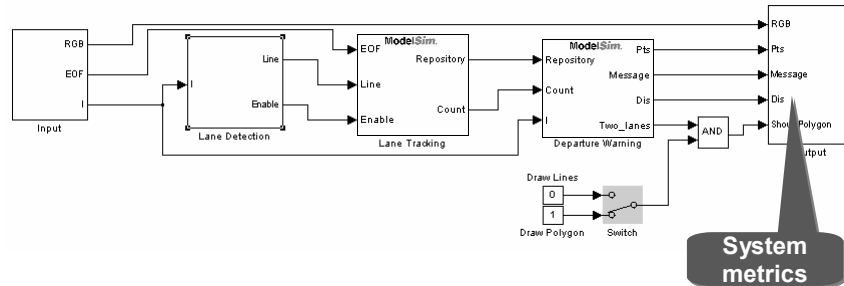 RGB
EOF
I
Input
I
Line
Enable
Lane Detection
ModelSim.
EOF
Line
Enable
Repository
Count
Lane Tracking
ModelSim.
Repository
Count
I
Pts
Message
Dis
Two_lanes
Departure Warning
AND
RGB
Pts
Message
Dis
Draw Lines
0
1
Draw Polygon
Switch
System
metrics